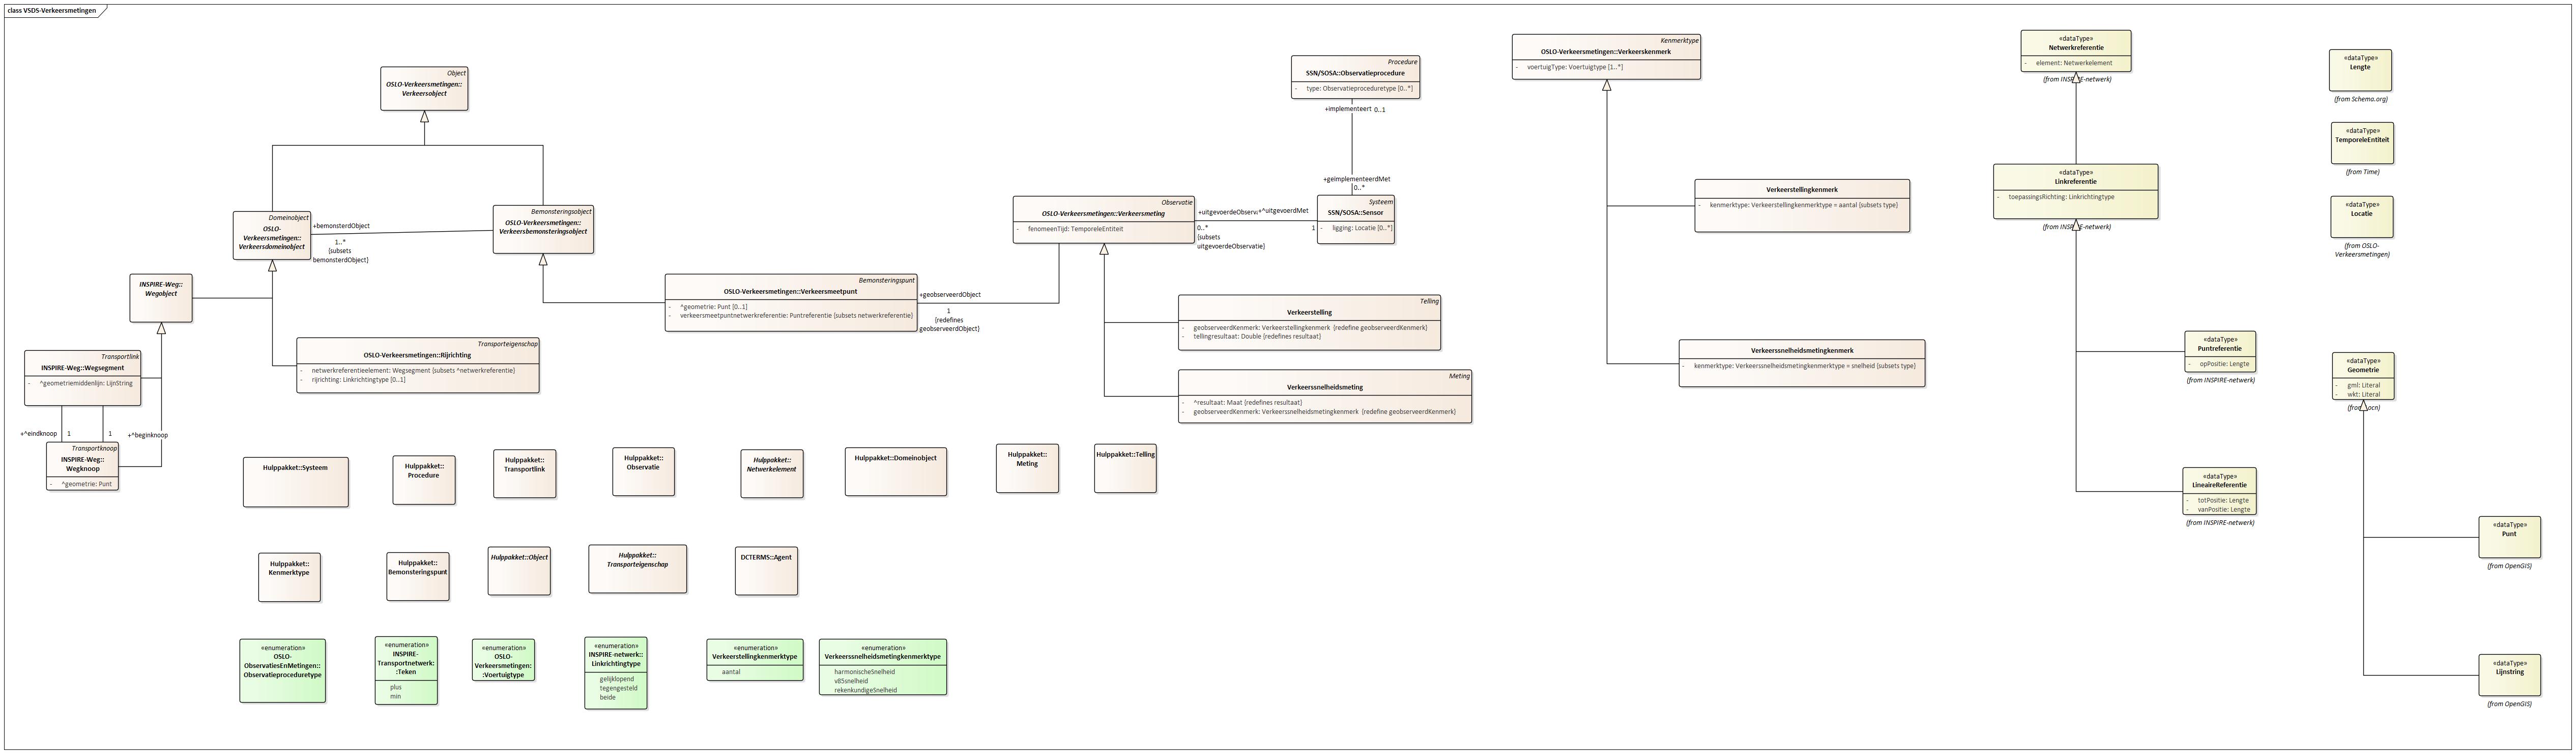 class VSDS-Verkeersmetingen
Object
OSLO-Verkeersmetingen::
Verkeersobject
Domeinobject
OSLO-
Verkeersmetingen::
Verkeersdomeinobject
+bemonsterdObject
1..*
{subsets
bemonsterdObject}
Bemonsteringsobject
OSLO-Verkeersmetingen::
Verkeersbemonsteringsobject
INSPIRE-Weg::
Wegobject
Transportlink
INSPIRE-Weg::Wegsegment
- ^geometriemiddenlijn: LijnString
+^eindknoop
1
1
+^beginknoop
Transportknoop
INSPIRE-Weg::
Wegknoop
- ^geometrie: Punt
Transporteigenschap
OSLO-Verkeersmetingen::Rijrichting
- netwerkreferentieelement: Wegsegment {subsets ^netwerkreferentie}
- rijrichting: Linkrichtingtype [0..1]
Bemonsteringspunt
OSLO-Verkeersmetingen::Verkeersmeetpunt
- ^geometrie: Punt [0..1]
- verkeersmeetpuntnetwerkreferentie: Puntreferentie {subsets netwerkreferentie}
+geobserveerdObject
1
{redefines
geobserveerdObject}
Observatie
OSLO-Verkeersmetingen::Verkeersmeting
- fenomeenTijd: TemporeleEntiteit
+uitgevoerdeObserv
+^uitgevoerdMet
0..*
{subsets
uitgevoerdeObservatie}
1
Procedure
SSN/SOSA::Observatieprocedure
- type: Observatieproceduretype [0..*]
+implementeert 0..1
+geïmplementeerdMet
0..*
Systeem
SSN/SOSA::Sensor
- ligging: Locatie [0..*]
Telling
Verkeerstelling
- geobserveerdKenmerk: Verkeerstellingkenmerk {redefine geobserveerdKenmerk}
- tellingresultaat: Double {redefines resultaat}
Meting
Verkeerssnelheidsmeting
- ^resultaat: Maat {redefines resultaat}
- geobserveerdKenmerk: Verkeerssnelheidsmetingkenmerk {redefine geobserveerdKenmerk}
Kenmerktype
OSLO-Verkeersmetingen::Verkeerskenmerk
- voertuigType: Voertuigtype [1..*]
Verkeerstellingkenmerk
- kenmerktype: Verkeerstellingkenmerktype = aantal {subsets type}
Verkeerssnelheidsmetingkenmerk
- kenmerktype: Verkeerssnelheidsmetingkenmerktype = snelheid {subsets type}
«dataType»
Netwerkreferentie
- element: Netwerkelement
«dataType»
Linkreferentie
- toepassingsRichting: Linkrichtingtype
«dataType»
Puntreferentie
- opPositie: Lengte
(from INSPIRE-netwerk)
«dataType»
LineaireReferentie
- totPositie: Lengte
- vanPositie: Lengte
(from INSPIRE-netwerk)
«dataType»
Lengte
(from Schema.org)
«dataType»
TemporeleEntiteit
(from Time)
«dataType»
Locatie
(from OSLO-
Verkeersmetingen)
«dataType»
Geometrie
- gml: Literal
- wkt: Literal
«dataType»
Punt
(from OpenGIS)
«dataType»
Lijnstring
(from OpenGIS)
Hulppakket::Systeem
Hulppakket::
Procedure
Hulppakket::
Transportlink
Hulppakket::
Observatie
Hulppakket::
Netwerkelement
Hulppakket::Domeinobject
Hulppakket::
Meting
Hulppakket::Telling
Hulppakket::
Kenmerktype
Hulppakket::
Bemonsteringspunt
Hulppakket::Object
Hulppakket::
Transporteigenschap
DCTERMS::Agent
«enumeration»
OSLO-
ObservatiesEnMetingen::
Observatieproceduretype
«enumeration»
INSPIRE-
Transportnetwerk:
:Teken
plus
min
«enumeration»
OSLO-
Verkeersmetingen:
:Voertuigtype
«enumeration»
INSPIRE-netwerk::
Linkrichtingtype
gelijklopend
tegengesteld
beide
«enumeration»
Verkeerstellingkenmerktype
aantal
«enumeration»
Verkeerssnelheidsmetingkenmerktype
harmonischeSnelheid
v85snelheid
rekenkundigeSnelheid